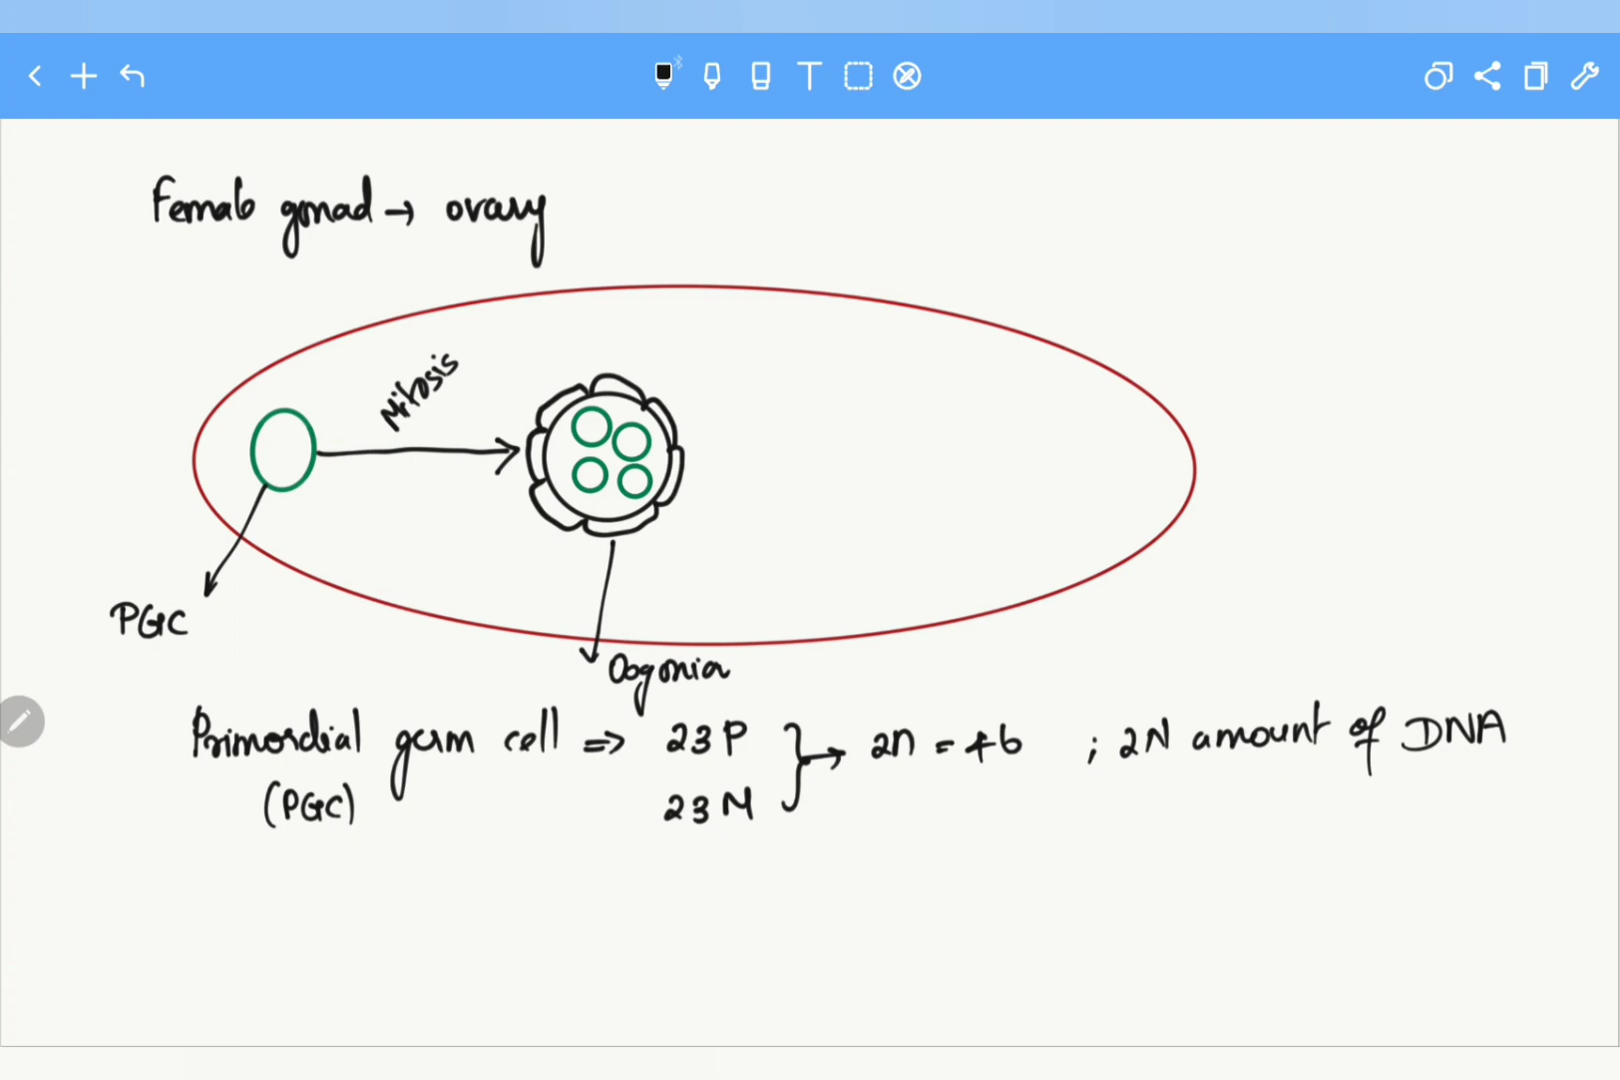 Female gonad → ovary
Mitosis
PGC
Oogonia
Primordial germ cell ⇒ 23 P } → 2n = 46 ; 2N amount of DNA
(PGC) 23 M